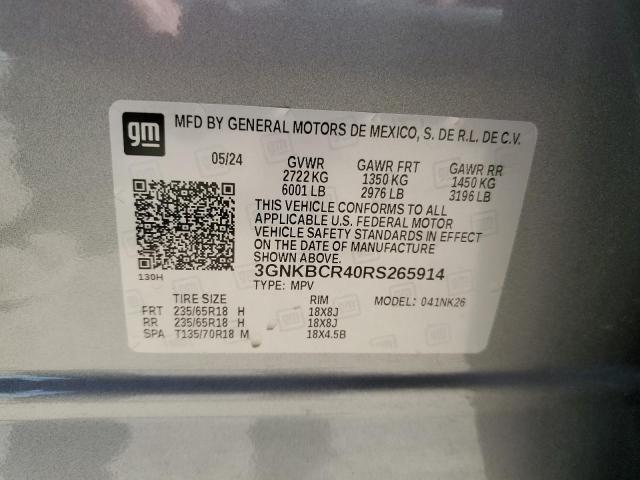 gm MFD BY GENERAL MOTORS DE MEXICO, S. DE R.L. DE C.V.
05/24 GVWR GAWR FRT GAWR RR
2722 KG 1350 KG 1450 KG
6001 LB 2976 LB 3196 LB
THIS VEHICLE CONFORMS TO ALL
APPLICABLE U.S. FEDERAL MOTOR
VEHICLE SAFETY STANDARDS IN EFFECT
ON THE DATE OF MANUFACTURE
SHOWN ABOVE.
130H 3GNKBCR40RS265914
TYPE: MPV
TIRE SIZE RIM MODEL: 041NK26
FRT 235/65R18 H 18X8J
RR 235/65R18 H 18X8J
SPA T135/70R18 M 18X4.5B